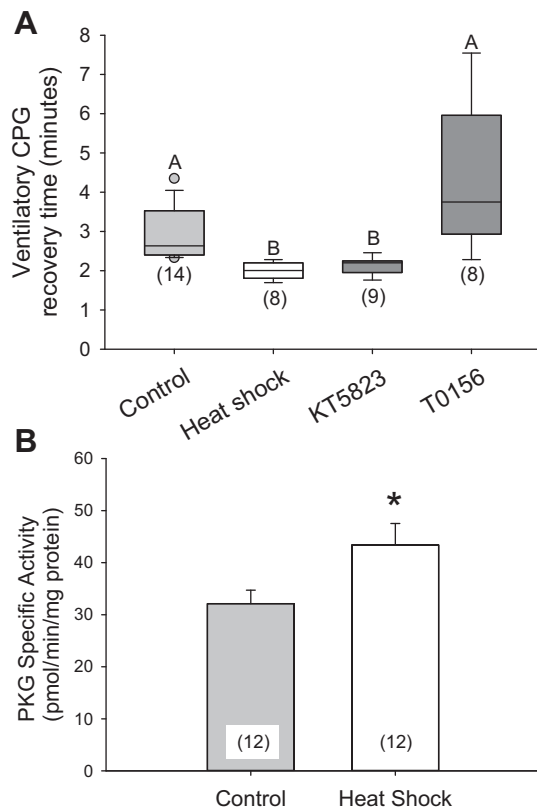 A
Ventilatory CPG
recovery time (minutes)
8
7
6
5
4
3
2
1
0
A
(14)
B
(8)
B
(9)
A
(8)
Control
Heat shock
KT5823
T0156
B
PKG Specific Activity
(pmol/min/mg protein)
60
50
40
30
20
10
0
*
(12)
(12)
Control
Heat Shock